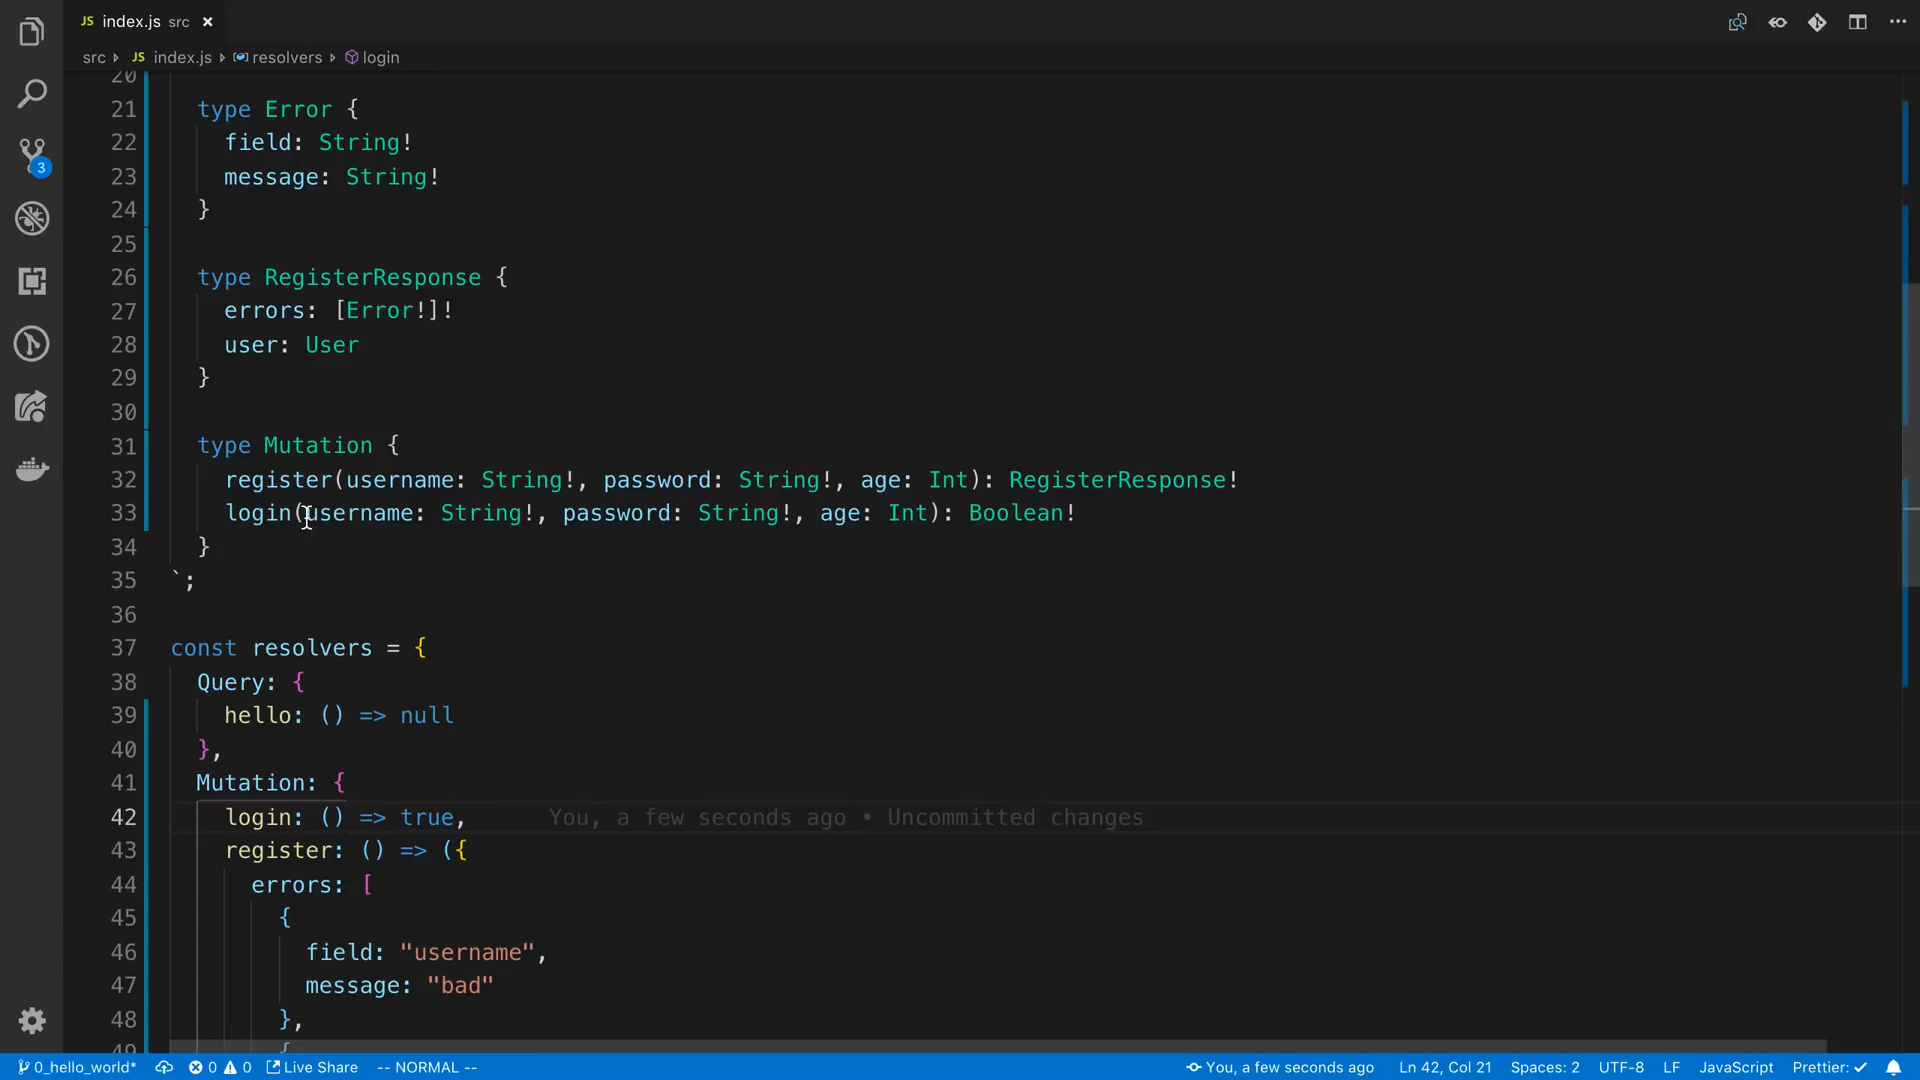 JS index.js src ×
src › JS index.js › resolvers › login
20
21 type Error {
22 field: String!
23 message: String!
24 }
25
26 type RegisterResponse {
27 errors: [Error!]!
28 user: User
29 }
30
31 type Mutation {
32 register(username: String!, password: String!, age: Int): RegisterResponse!
33 login(username: String!, password: String!, age: Int): Boolean!
34 }
35 `;
36
37 const resolvers = {
38 Query: {
39 hello: () => null
40 },
41 Mutation: {
42 login: () => true, You, a few seconds ago • Uncommitted changes
43 register: () => ({
44 errors: [
45 {
46 field: "username",
47 message: "bad"
48 },
49 {
3
0_hello_world* 0 0 Live Share -- NORMAL -- You, a few seconds ago Ln 42, Col 21 Spaces: 2 UTF-8 LF JavaScript Prettier: ✓